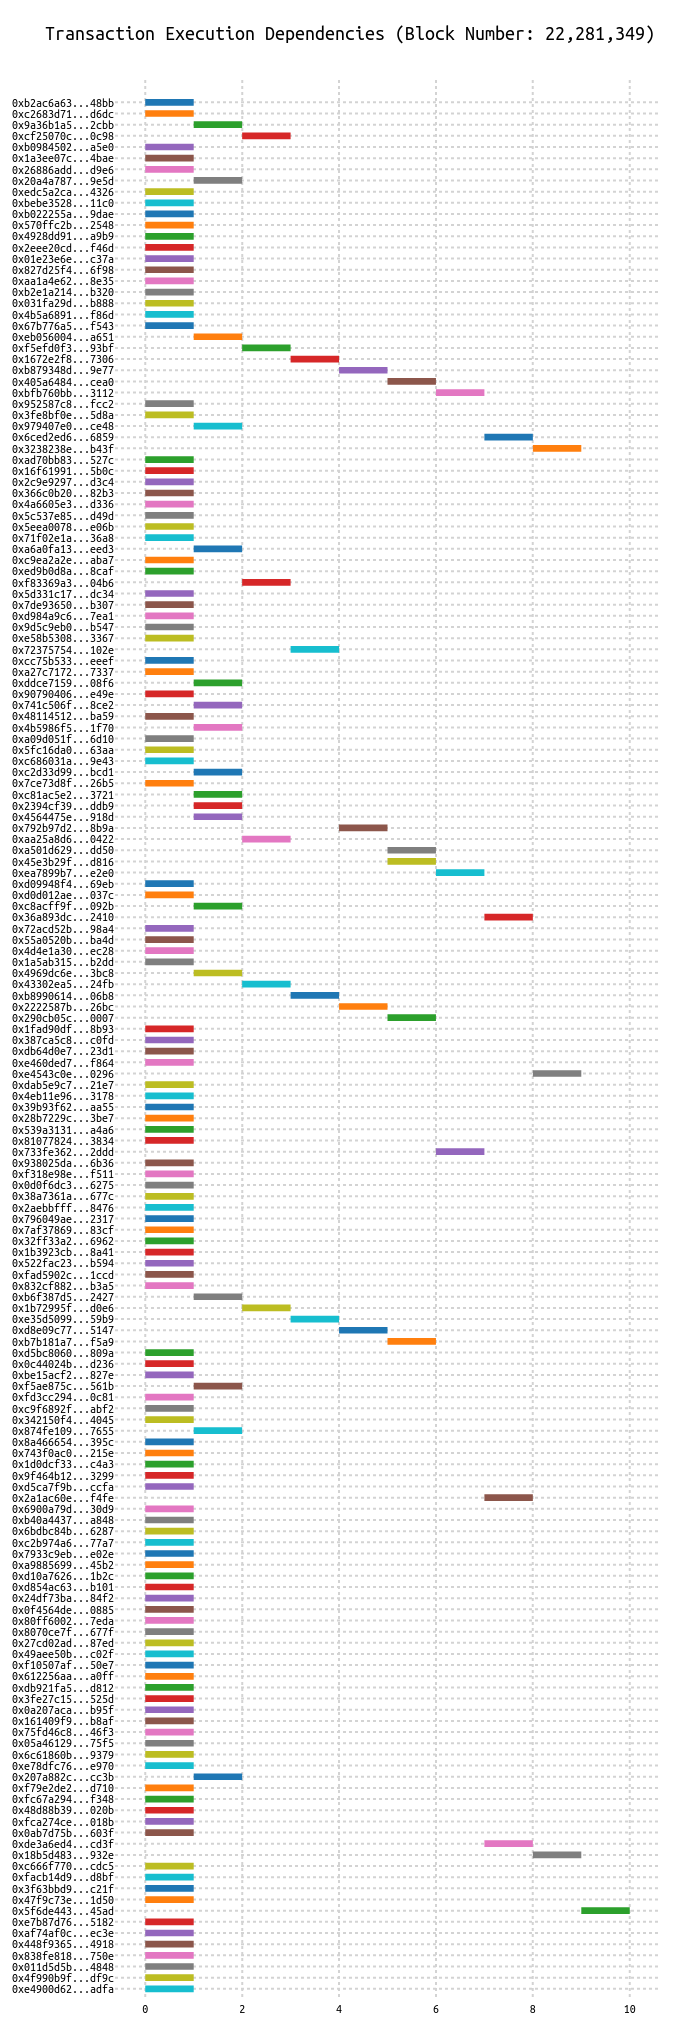 Transaction Execution Dependencies (Block Number: 22,281,349)
0xb2ac6a63...48bb
0xc2683d71...d6dc
0x9a36b1a5...2cbb
0xcf25070c...0c98
0xb0984502...a5e0
0x1a3ee07c...4bae
0x26886add...d9e6
0x20a4a787...9e5d
0xedc5a2ca...4326
0xbebe3528...11c0
0xb022255a...9dae
0x570ffc2b...2548
0x4928dd91...a9b9
0x2eee20cd...f46d
0x01e23e6e...c37a
0x827d25f4...6f98
0xaa1a4e62...8e35
0xb2e1a214...b320
0x031fa29d...b888
0x4b5a6891...f86d
0x67b776a5...f543
0xeb056004...a651
0xf5efd0f3...93bf
0x1672e2f8...7306
0xb879348d...9e77
0x405a6484...cea0
0xbfb760bb...3112
0x952587c8...fcc2
0x3fe8bf0e...5d8a
0x979407e0...ce48
0x6ced2ed6...6859
0x3238238e...b43f
0xad70bb83...527c
0x16f61991...5b0c
0x2c9e9297...d3c4
0x366c0b20...82b3
0x4a6605e3...d336
0x5c537e85...d49d
0x5eea0078...e06b
0x71f02e1a...36a8
0xa6a0fa13...eed3
0xc9ea2a2e...aba7
0xed9b0d8a...8caf
0xf83369a3...04b6
0x5d331c17...dc34
0x7de93650...b307
0xd984a9c6...7ea1
0x9d5c9eb0...b547
0xe58b5308...3367
0x72375754...102e
0xcc75b533...eeef
0xa27c7172...7337
0xddce7159...08f6
0x90790406...e49e
0x741c506f...8ce2
0x48114512...ba59
0x4b5986f5...1f70
0xa09d051f...6d10
0x5fc16da0...63aa
0xc686031a...9e43
0xc2d33d99...bcd1
0x7ce73d8f...26b5
0xc81ac5e2...3721
0x2394cf39...ddb9
0x4564475e...918d
0x792b97d2...8b9a
0xaa25a8d6...0422
0xa501d629...dd50
0x45e3b29f...d816
0xea7899b7...e2e0
0xd09948f4...69eb
0xd0d012ae...037c
0xc8acff9f...092b
0x36a893dc...2410
0x72acd52b...98a4
0x55a0520b...ba4d
0x4d4e1a30...ec28
0x1a5ab315...b2dd
0x4969dc6e...3bc8
0x43302ea5...24fb
0xb8990614...06b8
0x2222587b...26bc
0x290cb05c...0007
0x1fad90df...8b93
0x387ca5c8...c0fd
0xdb64d0e7...23d1
0xe460ded7...f864
0xe4543c0e...0296
0xdab5e9c7...21e7
0x4eb11e96...3178
0x39b93f62...aa55
0x28b7229c...3be7
0x539a3131...a4a6
0x81077824...3834
0x733fe362...2ddd
0x938025da...6b36
0xf318e98e...f511
0x0d0f6dc3...6275
0x38a7361a...677c
0x2aebbfff...8476
0x796049ae...2317
0x7af37869...83cf
0x32ff33a2...6962
0x1b3923cb...8a41
0x522fac23...b594
0xfad5902c...1ccd
0x832cf882...b3a5
0xb6f387d5...2427
0x1b72995f...d0e6
0xe35d5099...59b9
0xd8e09c77...5147
0xb7b181a7...f5a9
0xd5bc8060...809a
0x0c44024b...d236
0xbe15acf2...827e
0xf5ae875c...561b
0xfd3cc294...0c81
0xc9f6892f...abf2
0x342150f4...4045
0x874fe109...7655
0x8a466654...395c
0x743f0ac0...215e
0x1d0dcf33...c4a3
0x9f464b12...3299
0xd5ca7f9b...ccfa
0x2a1ac60e...f4fe
0x6900a79d...30d9
0xb40a4437...a848
0x6bdbc84b...6287
0xc2b974a6...77a7
0x7933c9eb...e02e
0xa9885699...45b2
0xd10a7626...1b2c
0xd854ac63...b101
0x24df73ba...84f2
0x0f4564de...0885
0x80ff6002...7eda
0x8070ce7f...677f
0x27cd02ad...87ed
0x49aee50b...c02f
0xf10507af...50e7
0x612256aa...a0ff
0xdb921fa5...d812
0x3fe27c15...525d
0x0a207aca...b95f
0x161409f9...b8af
0x75fd46c8...46f3
0x05a46129...75f5
0x6c61860b...9379
0xe78dfc76...e970
0x207a882c...cc3b
0xf79e2de2...d710
0xfc67a294...f348
0x48d88b39...020b
0xfca274ce...018b
0x0ab7d75b...603f
0xde3a6ed4...cd3f
0x18b5d483...932e
0xc666f770...cdc5
0xfacb14d9...d8bf
0x3f63bbd9...c21f
0x47f9c73e...1d50
0x5f6de443...45ad
0xe7b87d76...5182
0xaf74af0c...ec3e
0x448f9365...4918
0x838fe818...750e
0x011d5d5b...4848
0x4f990b9f...df9c
0xe4900d62...adfa
0 2 4 6 8 10